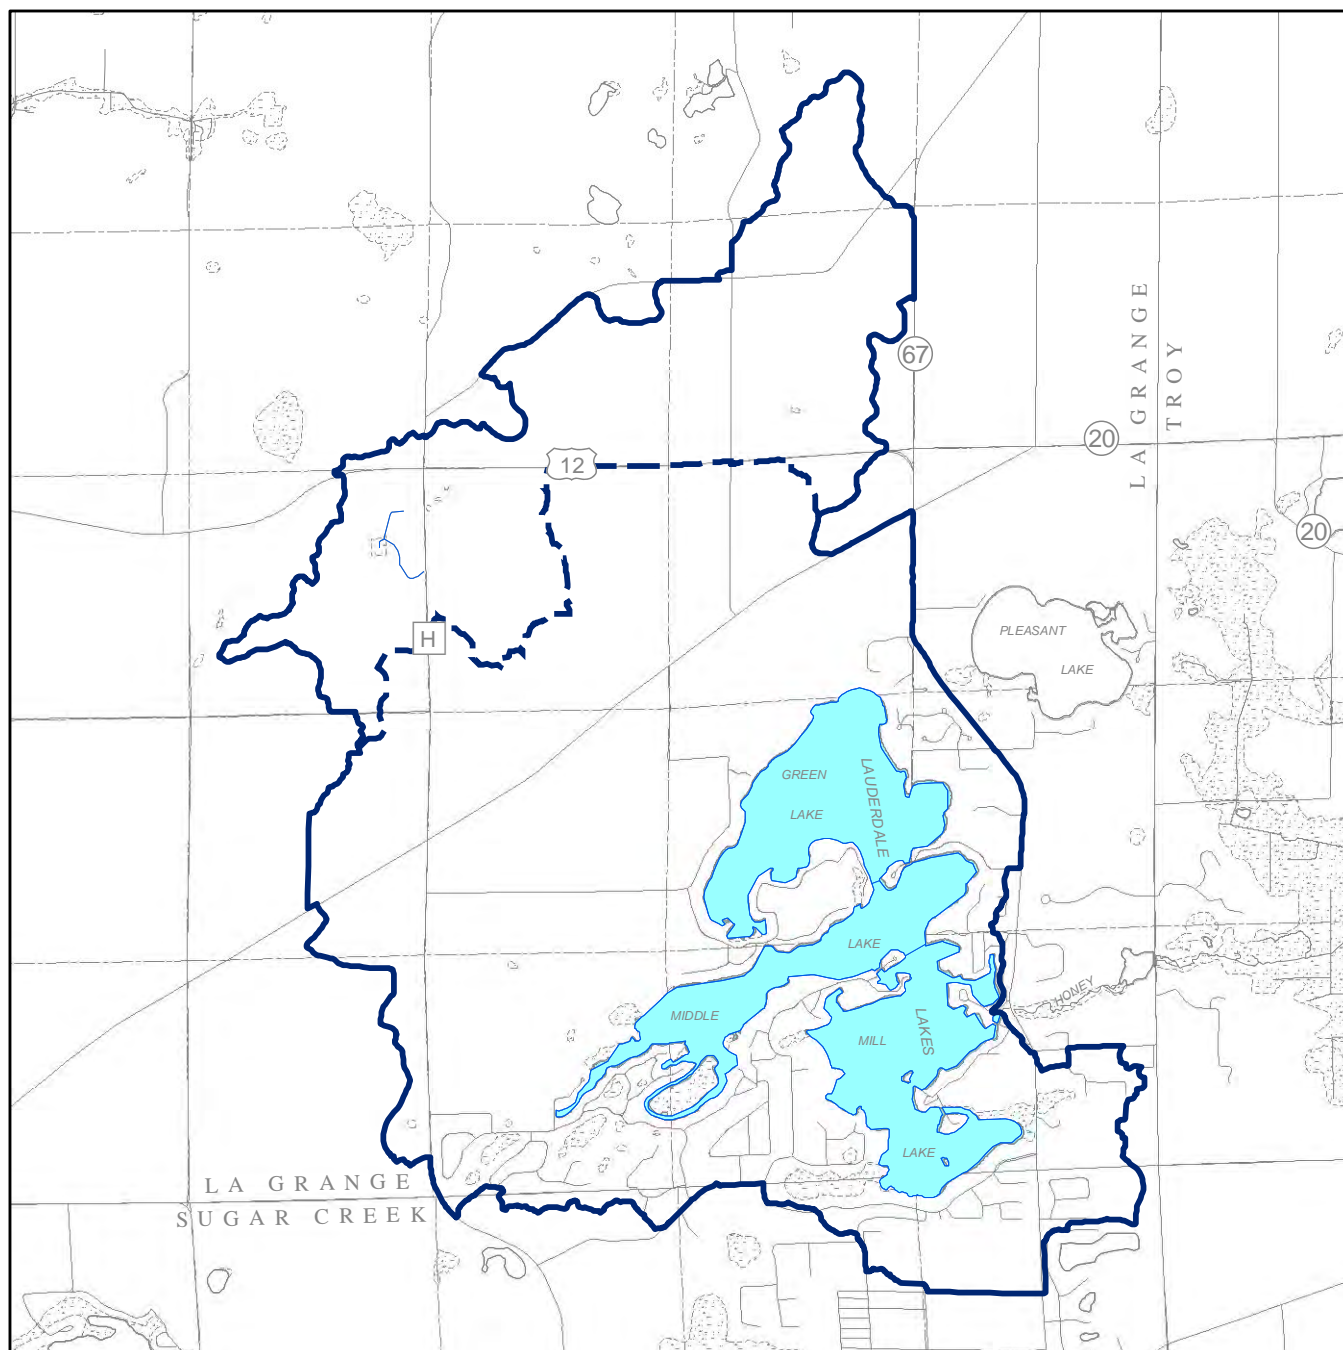 LA GRANGE
TROY
67
20
12
20
H
PLEASANT
LAKE
GREEN
LAKE
LAUDERDALE
LAKE
MIDDLE
HONEY
MILL
LAKES
LAKE
LA GRANGE
SUGAR CREEK